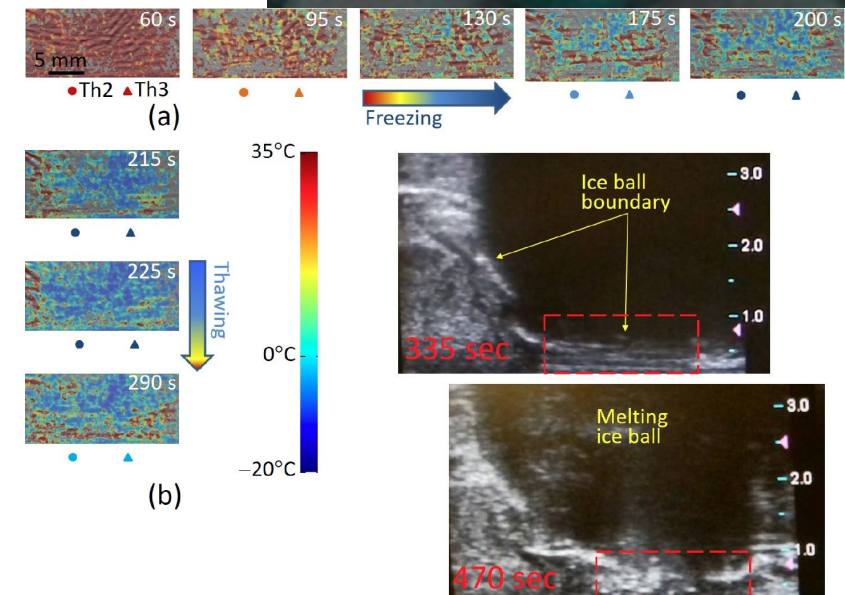 60 s
95 s
130 s
175 s
200 s
5 mm
Th2 Th3
Freezing
(a)
215 s
225 s
290 s
Thawing
(b)
35°C
0°C
−20°C
Ice ball
boundary
3.0
2.0
1.0
335 sec
Melting
ice ball
3.0
2.0
1.0
470 sec